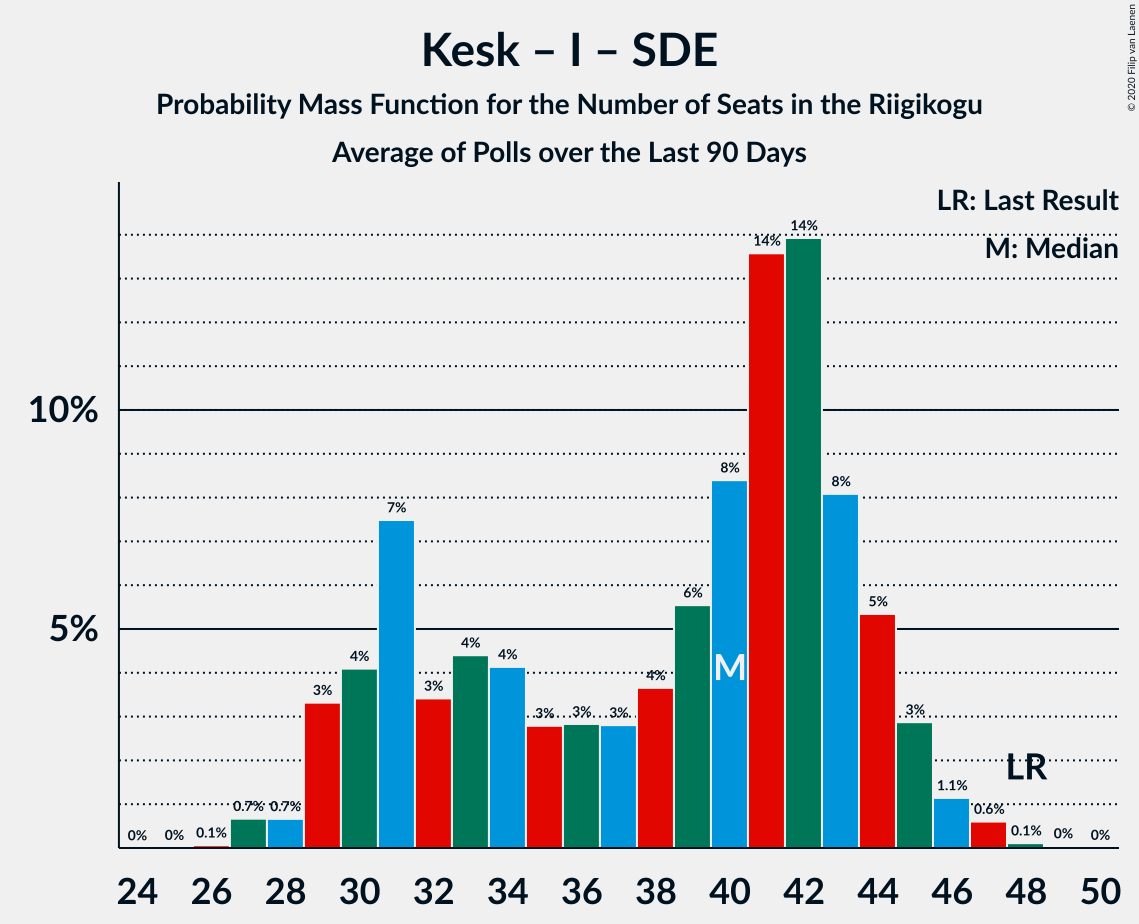 Kesk – I – SDE
Probability Mass Function for the Number of Seats in the Riigikogu
Average of Polls over the Last 90 Days
© 2020 Filip van Laenen
LR: Last Result
M: Median
10%
5%
0% 0% 0.1% 0.7% 0.7% 3% 4% 7% 3% 4% 4% 3% 3% 3% 4% 6% 8% 14% 14% 8% 5% 3% 1.1% 0.6% 0.1% 0% 0%
M
LR
24 26 28 30 32 34 36 38 40 42 44 46 48 50